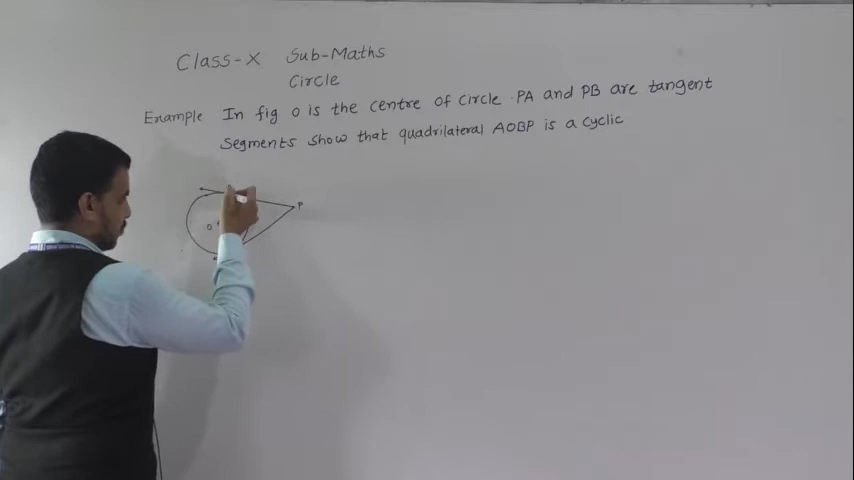 Class-X Sub-Maths
Circle
Example In fig O is the centre of circle . PA and PB are tangent
Segments show that quadrilateral AOBP is a cyclic
P
O